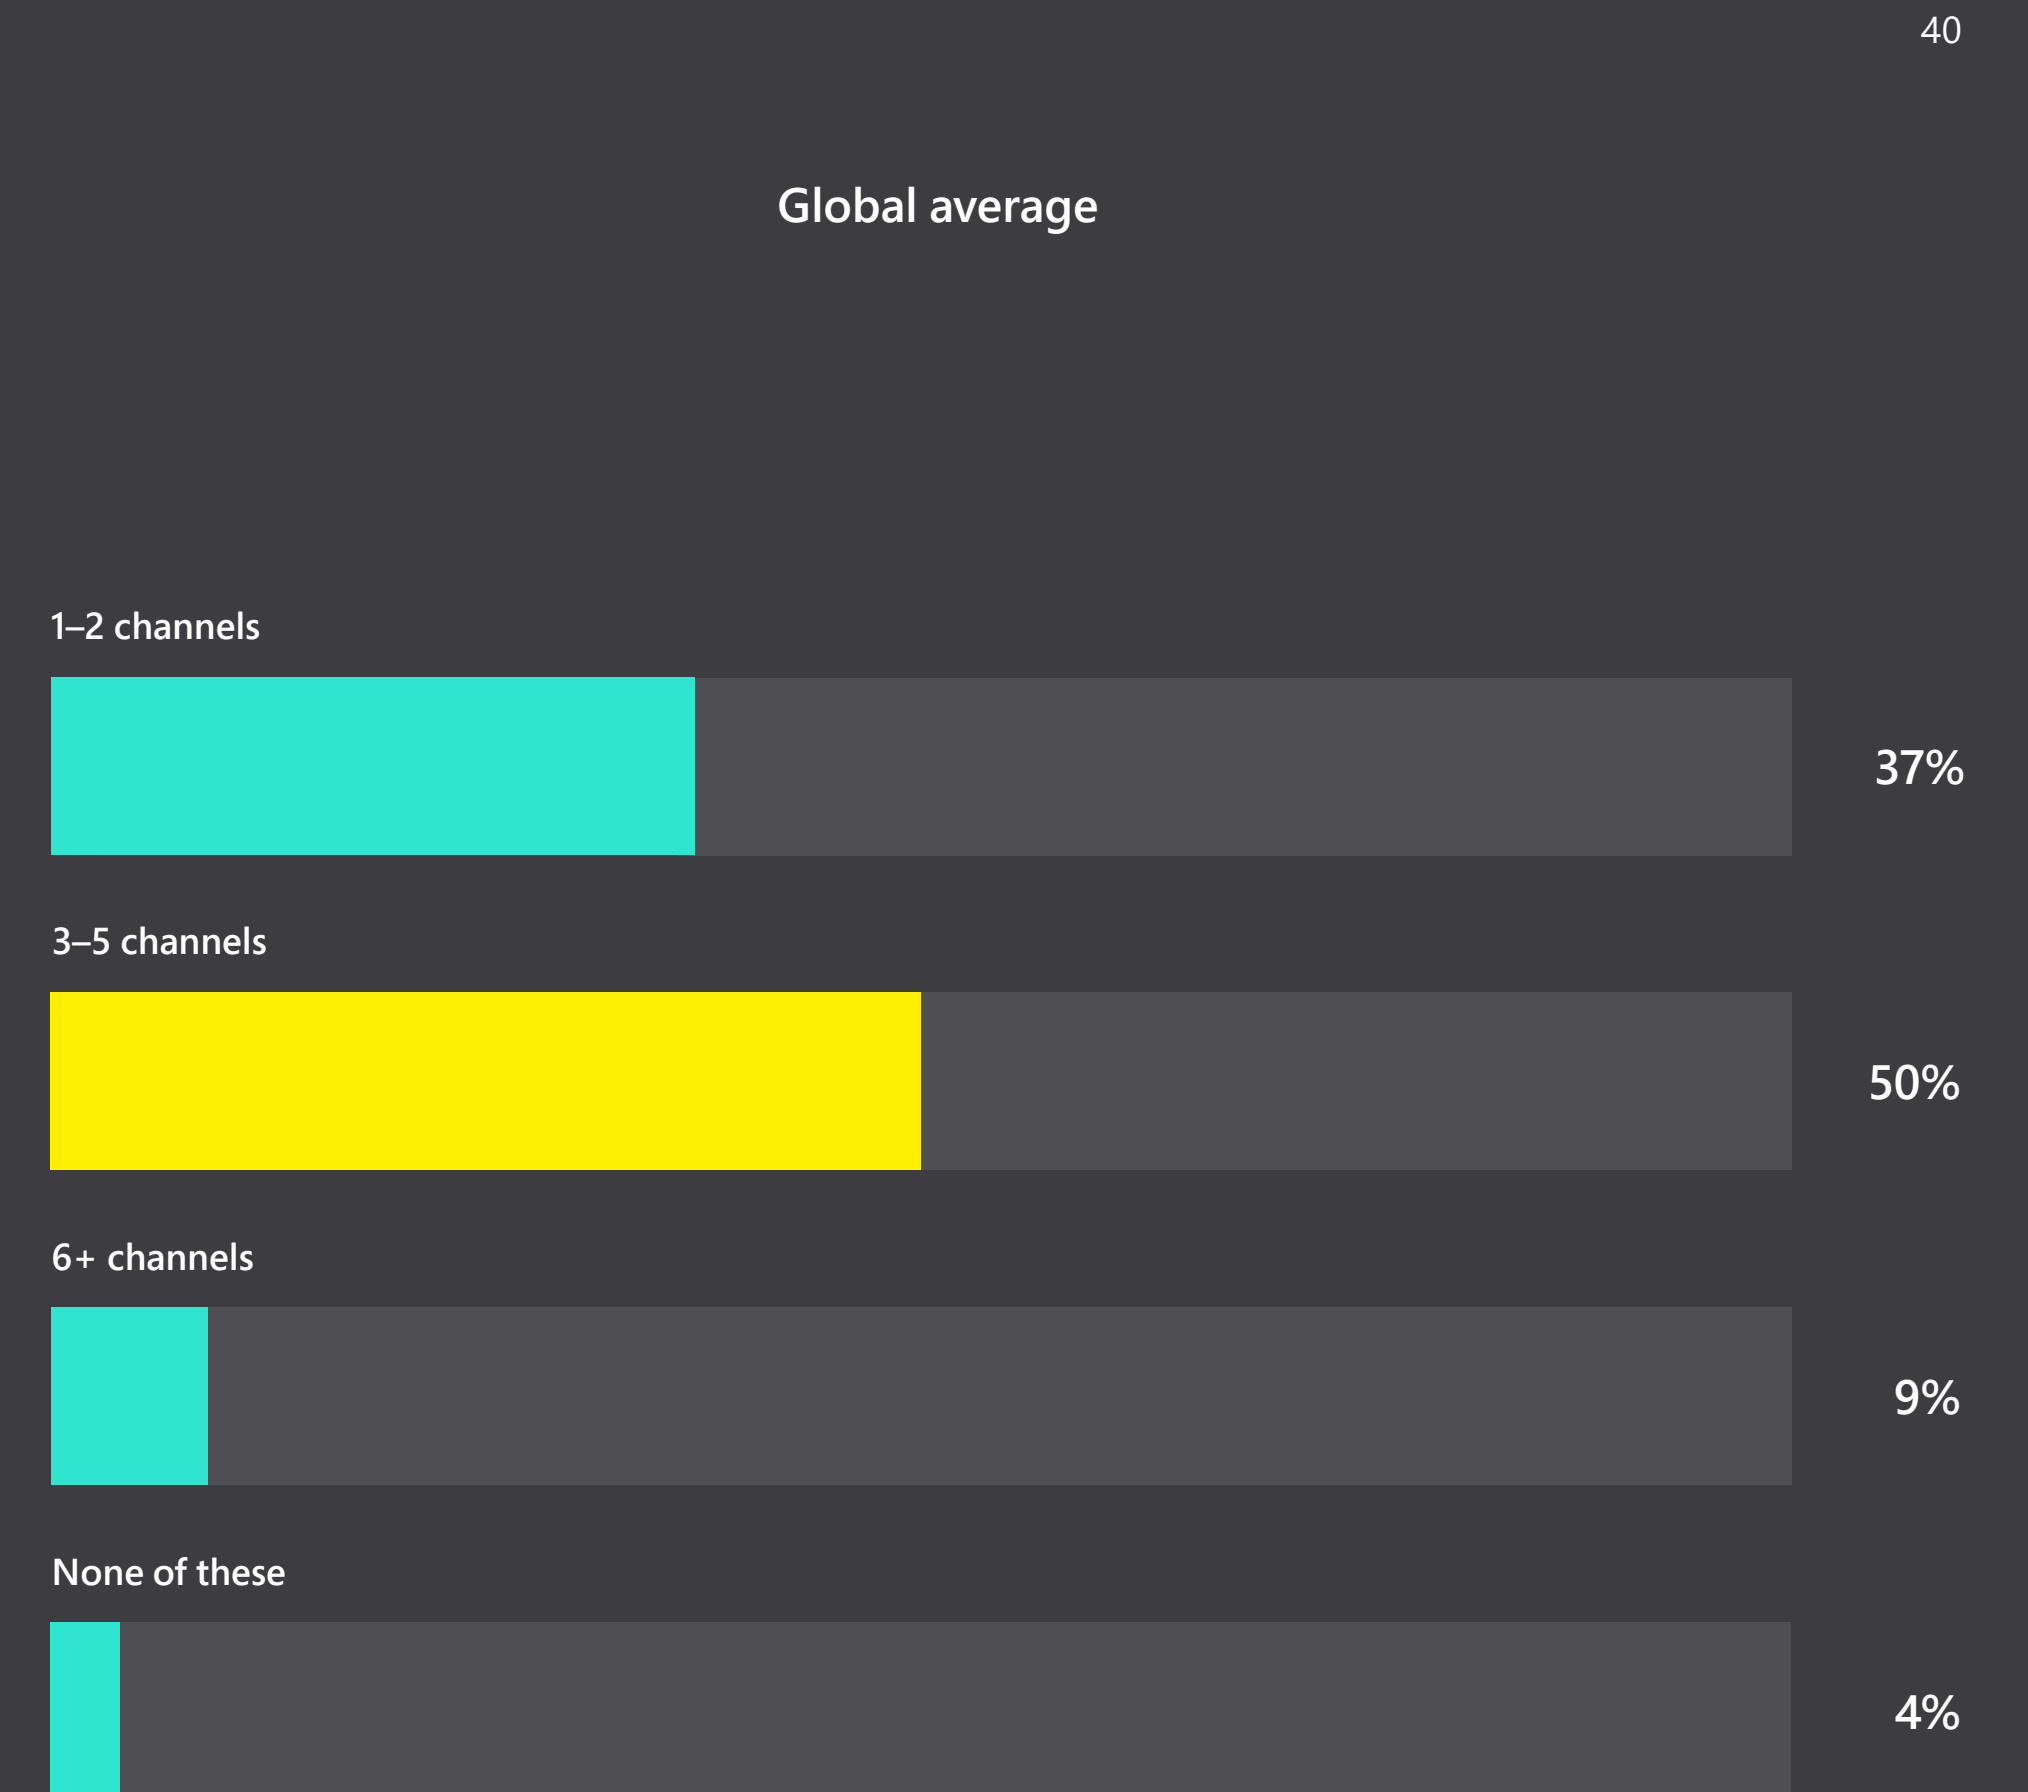 40
Global average
1–2 channels
37%
3–5 channels
50%
6+ channels
9%
None of these
4%